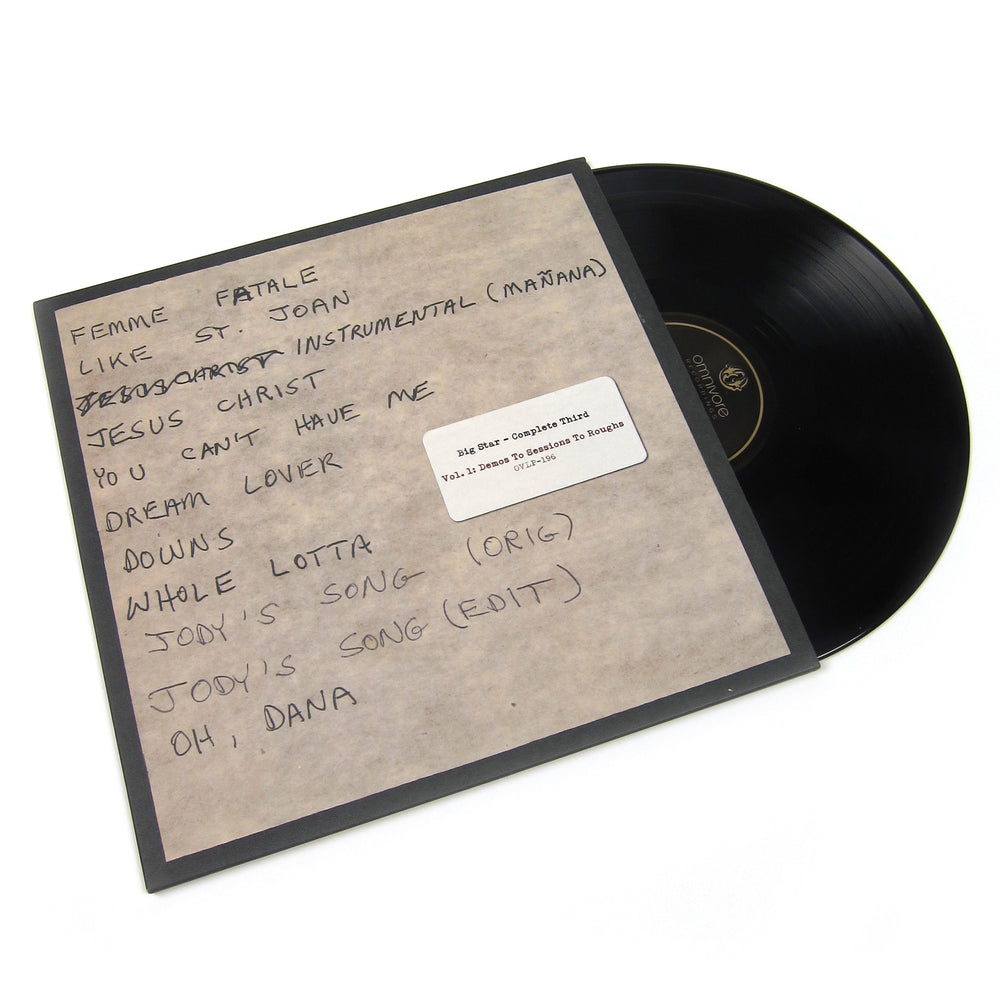 FEMME FATALE
LIKE ST. JOAN
JESUS CHRIST INSTRUMENTAL (MAÑANA)
JESUS CHRIST
YOU CAN'T HAVE ME
DREAM LOVER
DOWNS
WHOLE LOTTA
JODY'S SONG (ORIG)
JODY'S SONG (EDIT)
OH, DANA
Big Star - Complete Third
Vol. 1: Demos To Sessions To Roughs
OVLP-196
omnivore
RECORDINGS